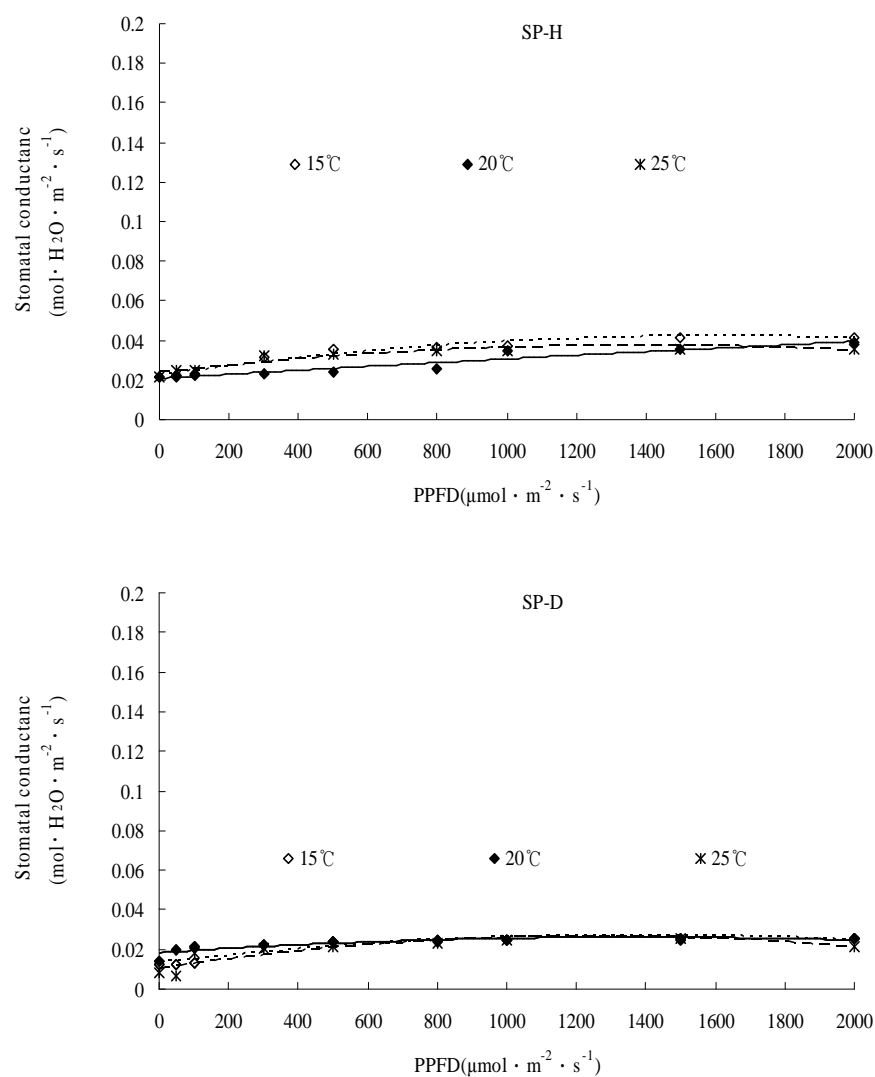 SP-H
0.2
0.18
0.16
0.14
0.12
0.1
0.08
0.06
0.04
0.02
0
Stomatal conductanc
(mol· H2O · m-2 · s-1)
15℃ 20℃ 25℃
0 200 400 600 800 1000 1200 1400 1600 1800 2000
PPFD(μmol · m-2 · s-1)
SP-D
0.2
0.18
0.16
0.14
0.12
0.1
0.08
0.06
0.04
0.02
0
Stomatal conductanc
(mol· H2O · m-2 · s-1)
15℃ 20℃ 25℃
0 200 400 600 800 1000 1200 1400 1600 1800 2000
PPFD(μmol · m-2 · s-1)